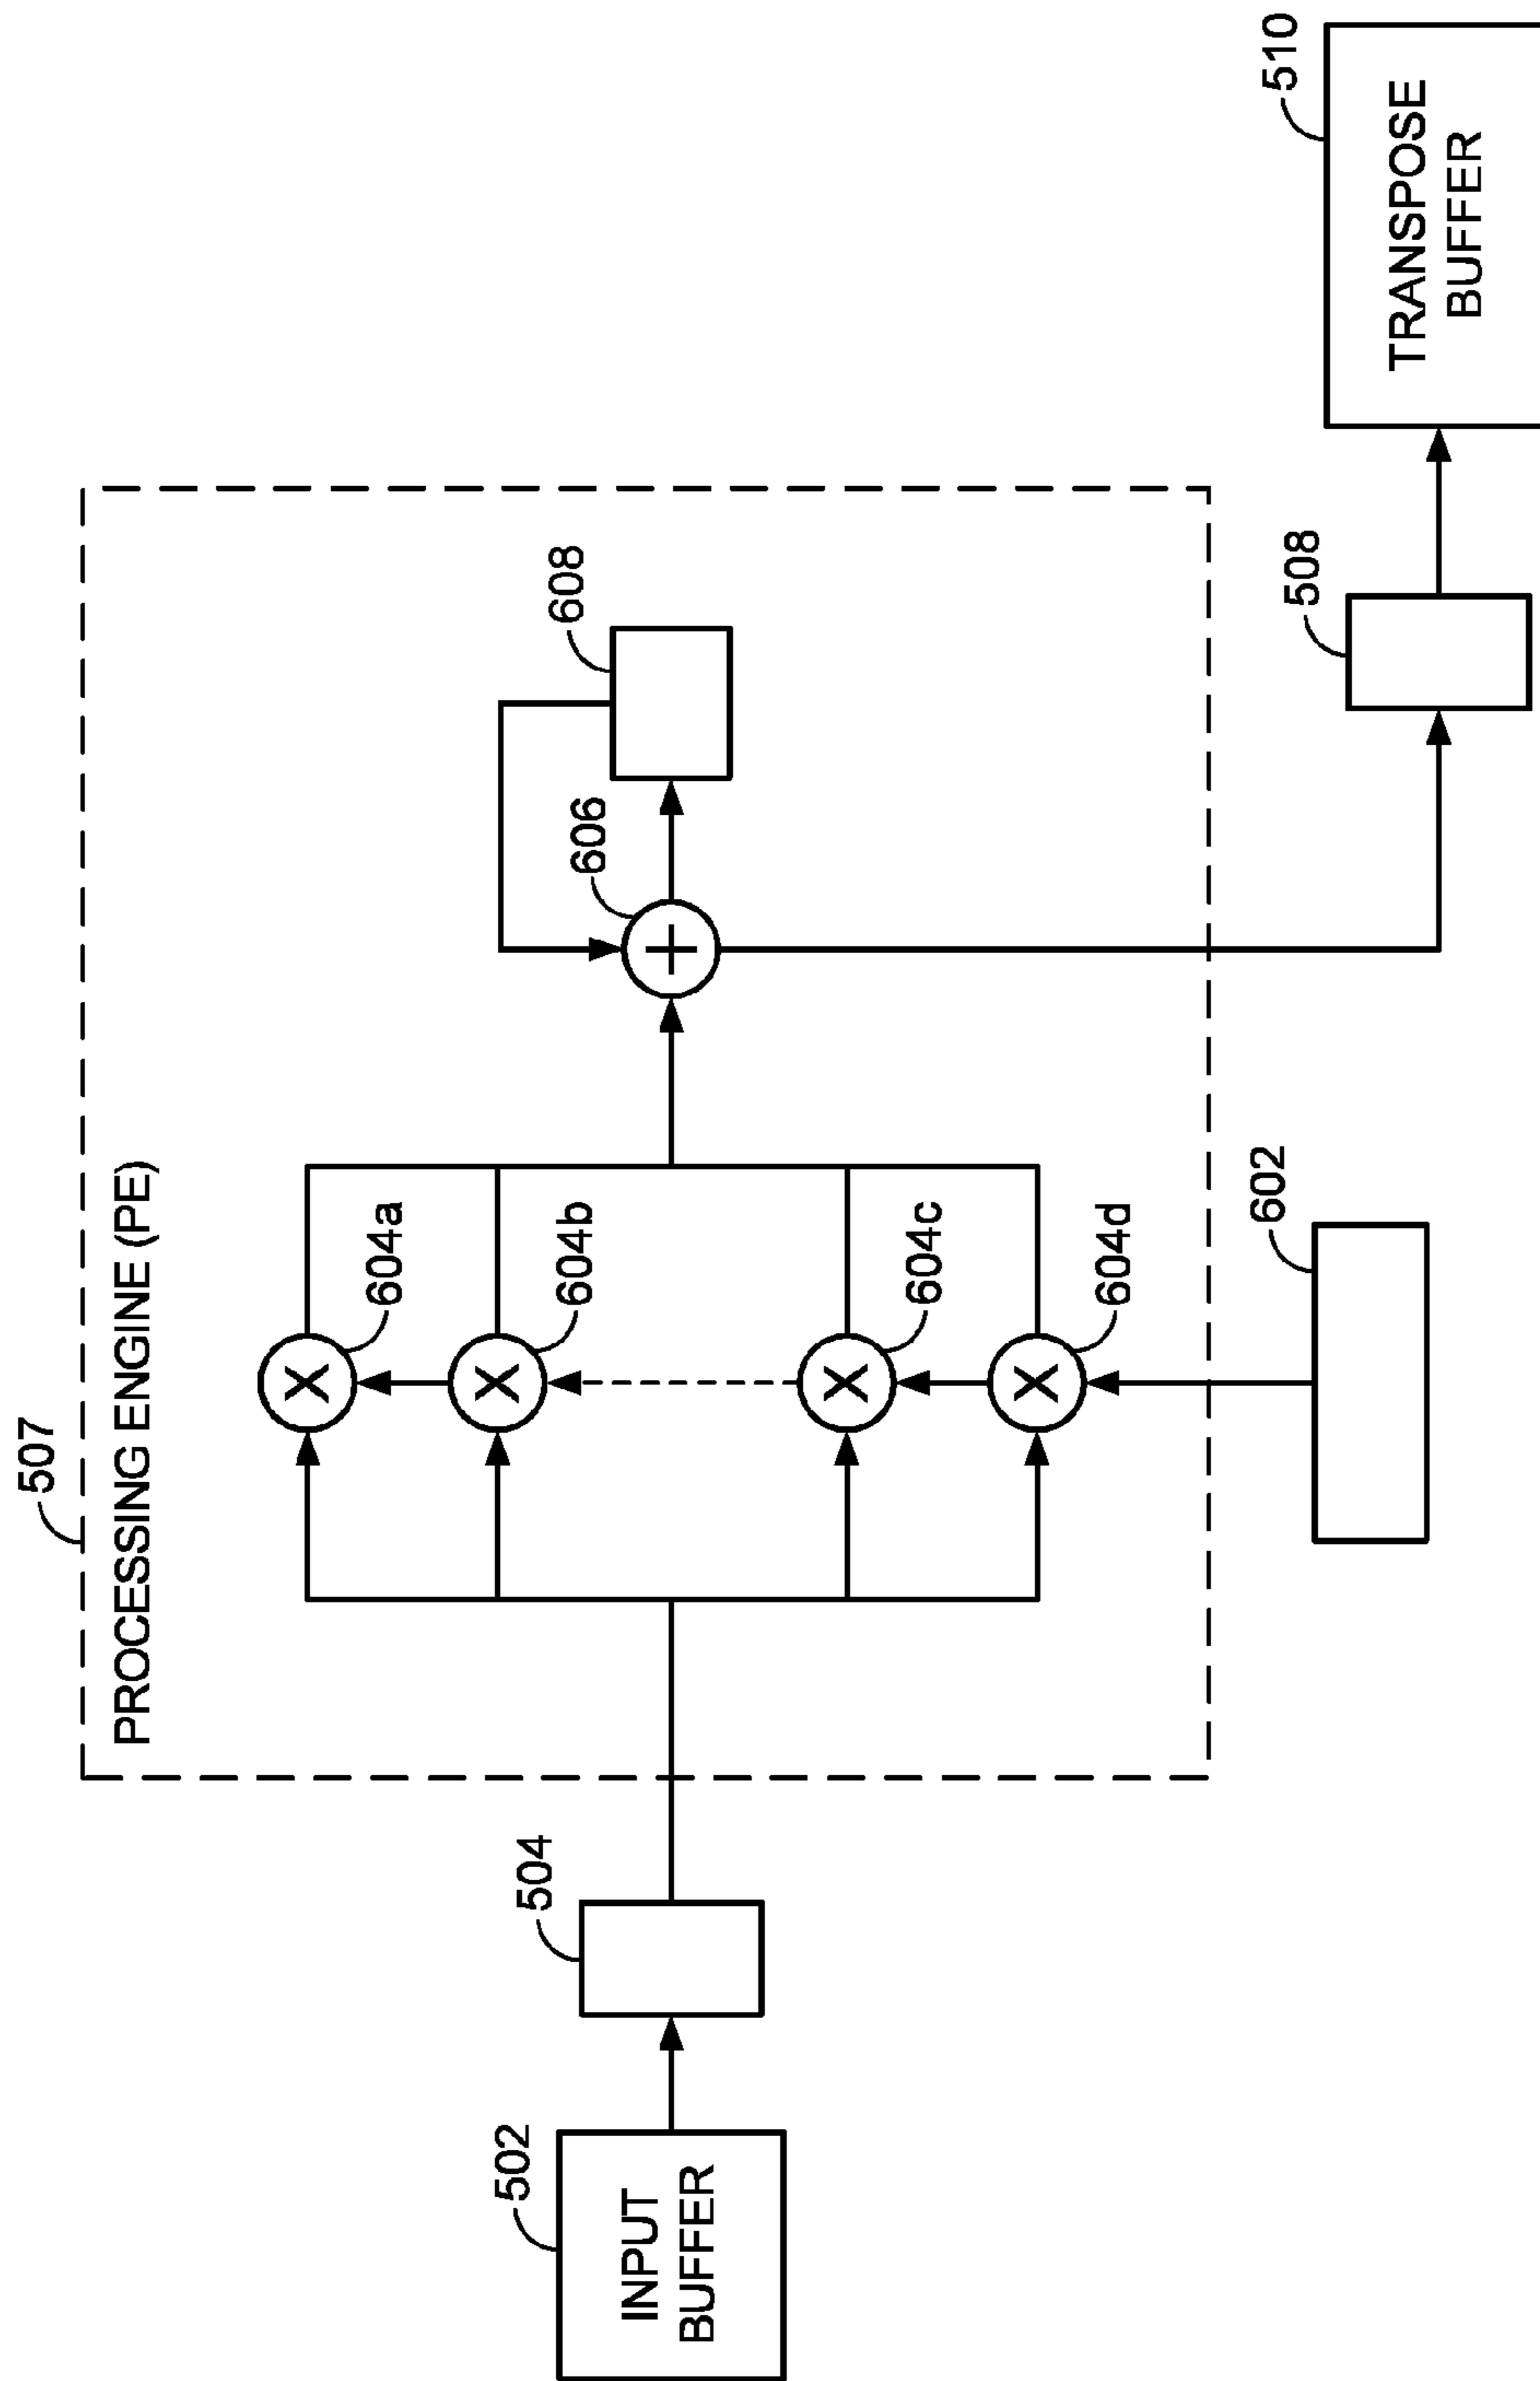 507
PROCESSING ENGINE (PE)
502
INPUT
BUFFER
504
604a
604b
604c
604d
606
608
602
508
510
TRANSPOSE
BUFFER